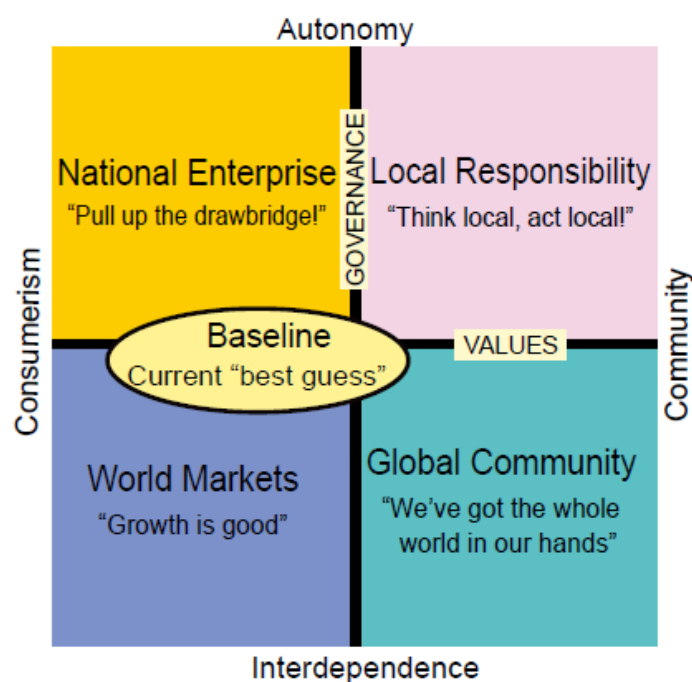 Autonomy
National Enterprise
“Pull up the drawbridge!”
GOVERNANCE
Local Responsibility
“Think local, act local!”
Consumerism
Baseline
Current “best guess”
VALUES
Community
World Markets
“Growth is good”
Global Community
“We’ve got the whole
world in our hands”
Interdependence